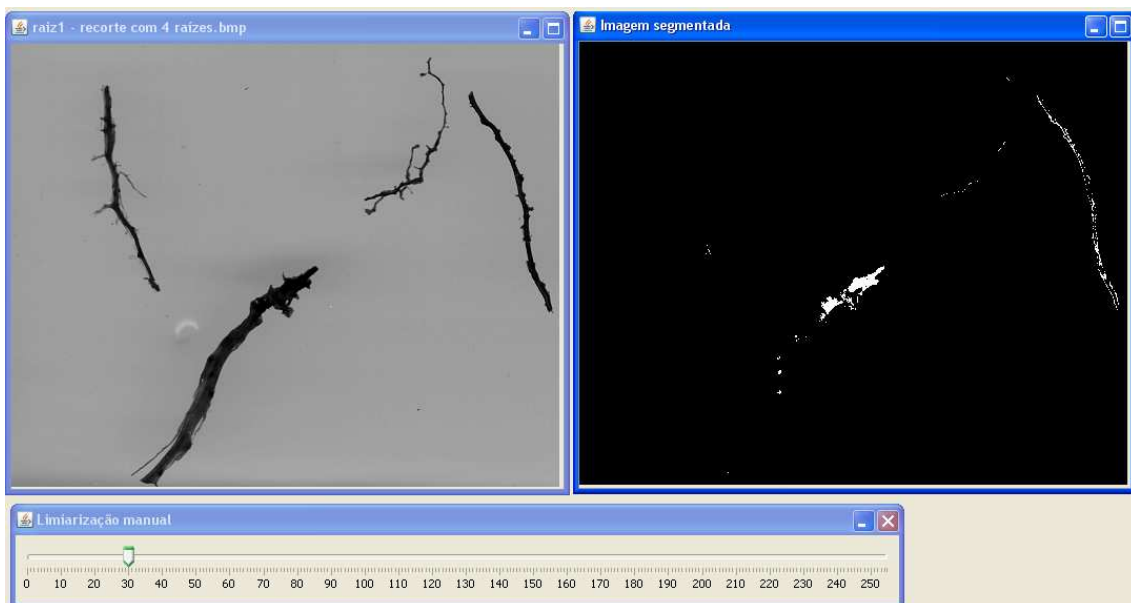 raiz1 - recorte com 4 raízes.bmp
Imagem segmentada
Limiarização manual
0 10 20 30 40 50 60 70 80 90 100 110 120 130 140 150 160 170 180 190 200 210 220 230 240 250